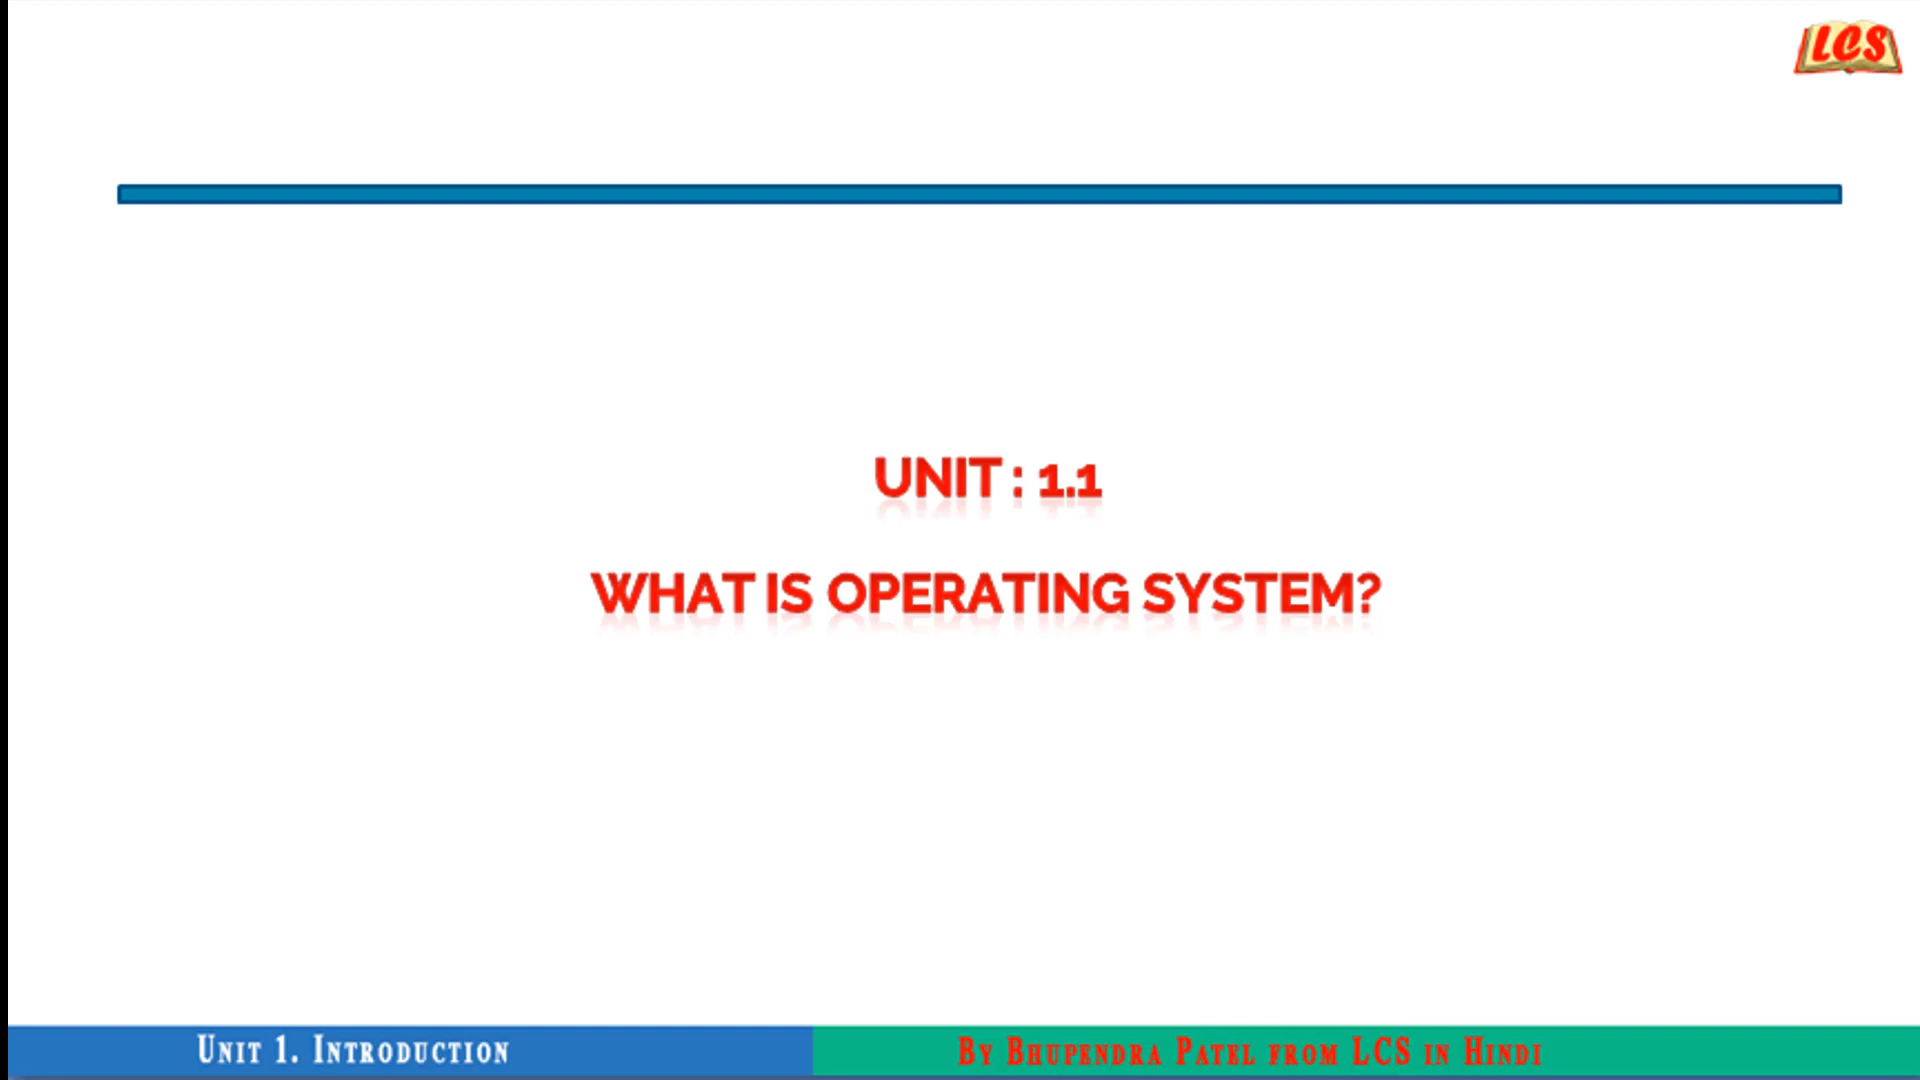 LCS
UNIT : 1.1
WHAT IS OPERATING SYSTEM?
UNIT 1. INTRODUCTION
BY BHUPENDRA PATEL FROM LCS IN HINDI